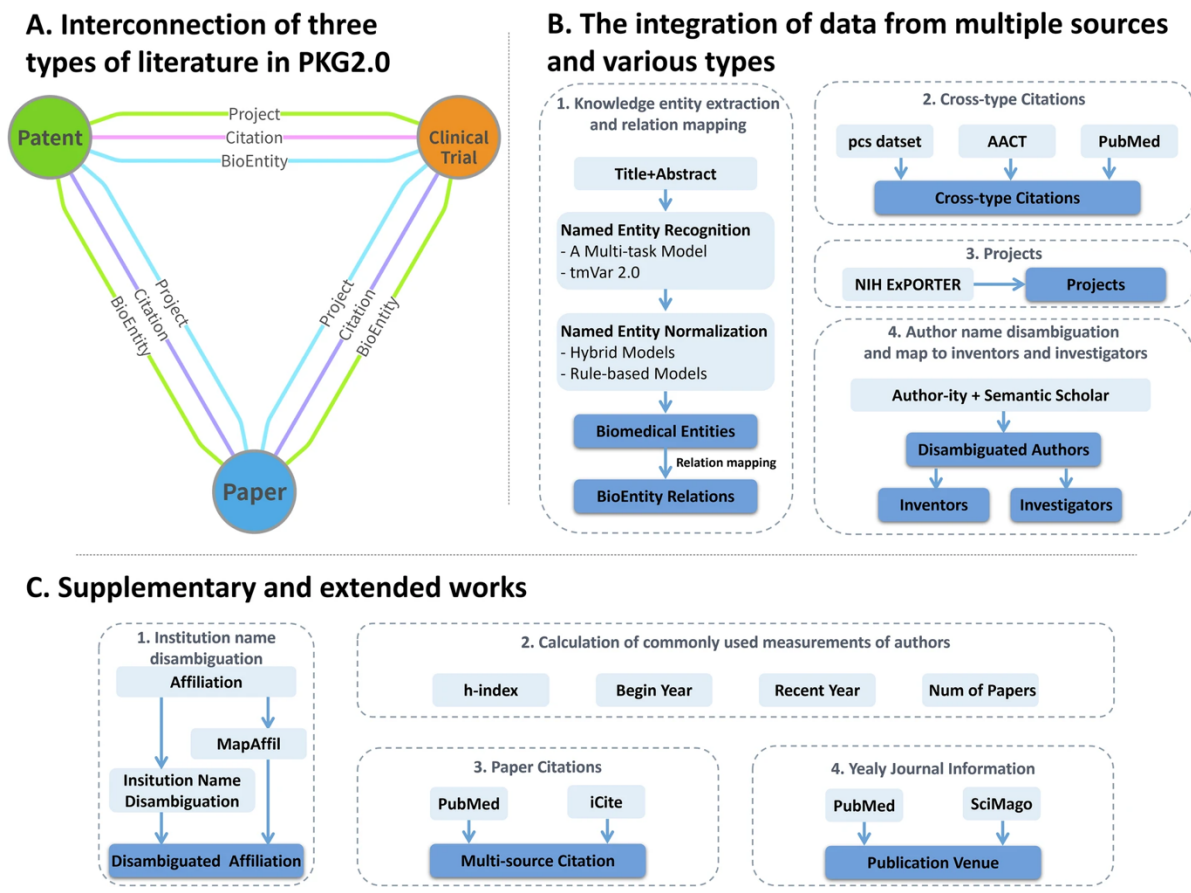 A. Interconnection of three
types of literature in PKG2.0
Patent
Clinical
Trial
Paper
Project
Citation
BioEntity
Project
Citation
BioEntity
Project
Citation
BioEntity
B. The integration of data from multiple sources
and various types
1. Knowledge entity extraction
and relation mapping
Title+Abstract
Named Entity Recognition
- A Multi-task Model
- tmVar 2.0
Named Entity Normalization
- Hybrid Models
- Rule-based Models
Biomedical Entities
Relation mapping
BioEntity Relations
2. Cross-type Citations
pcs datset
AACT
PubMed
Cross-type Citations
3. Projects
NIH ExPORTER
Projects
4. Author name disambiguation
and map to inventors and investigators
Author-ity + Semantic Scholar
Disambiguated Authors
Inventors
Investigators
C. Supplementary and extended works
1. Institution name
disambiguation
Affiliation
MapAffil
Insitution Name
Disambiguation
Disambiguated Affiliation
2. Calculation of commonly used measurements of authors
h-index
Begin Year
Recent Year
Num of Papers
3. Paper Citations
PubMed
iCite
Multi-source Citation
4. Yealy Journal Information
PubMed
SciMago
Publication Venue